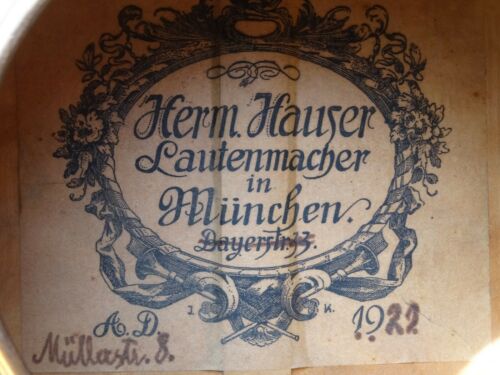 Herm. Hauser
Lautenmacher
in
München.
Bayerstr. 33.
J K.
A.D. 1922
Müllerstr. 8.